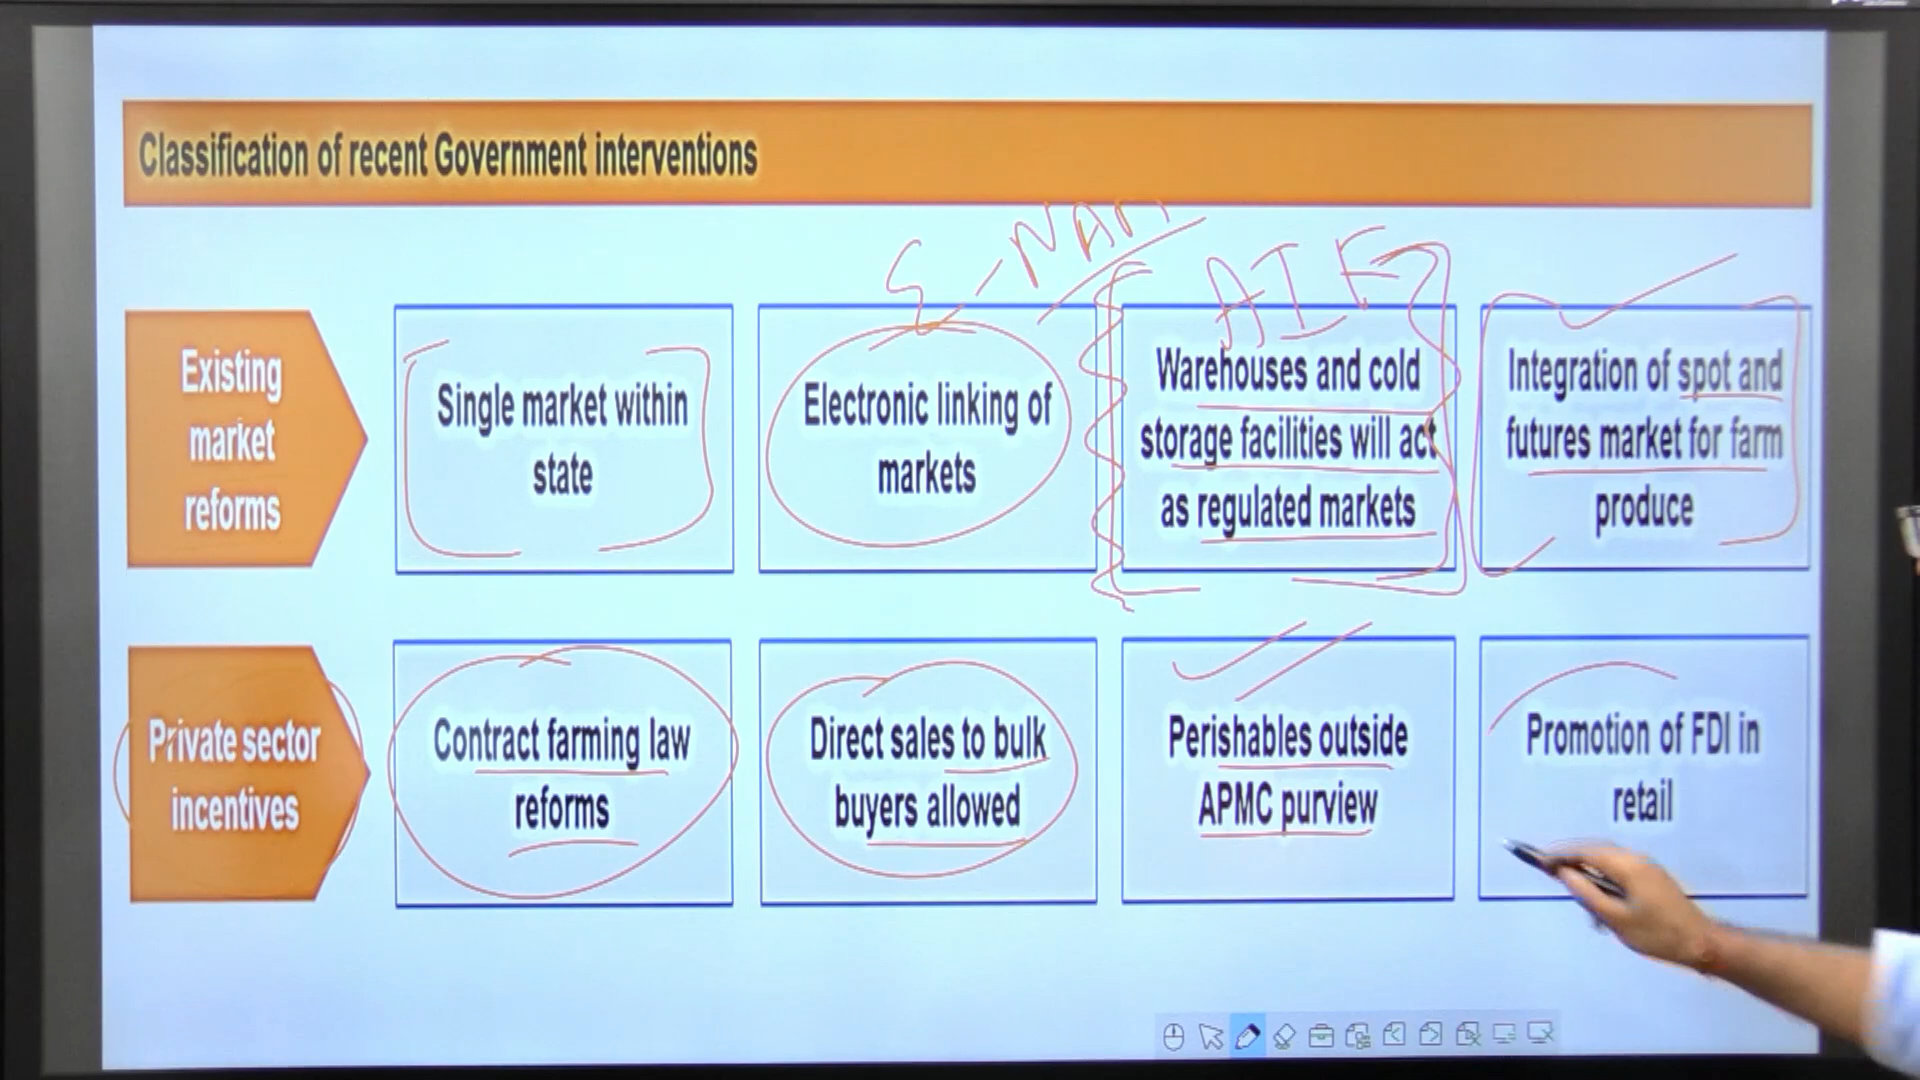 Classification of recent Government interventions
E-NAM
AIF
Existing
market
reforms
Single market within
state
Electronic linking of
markets
Warehouses and cold
storage facilities will act
as regulated markets
Integration of spot and
futures market for farm
produce
Private sector
incentives
Contract farming law
reforms
Direct sales to bulk
buyers allowed
Perishables outside
APMC purview
Promotion of FDI in
retail